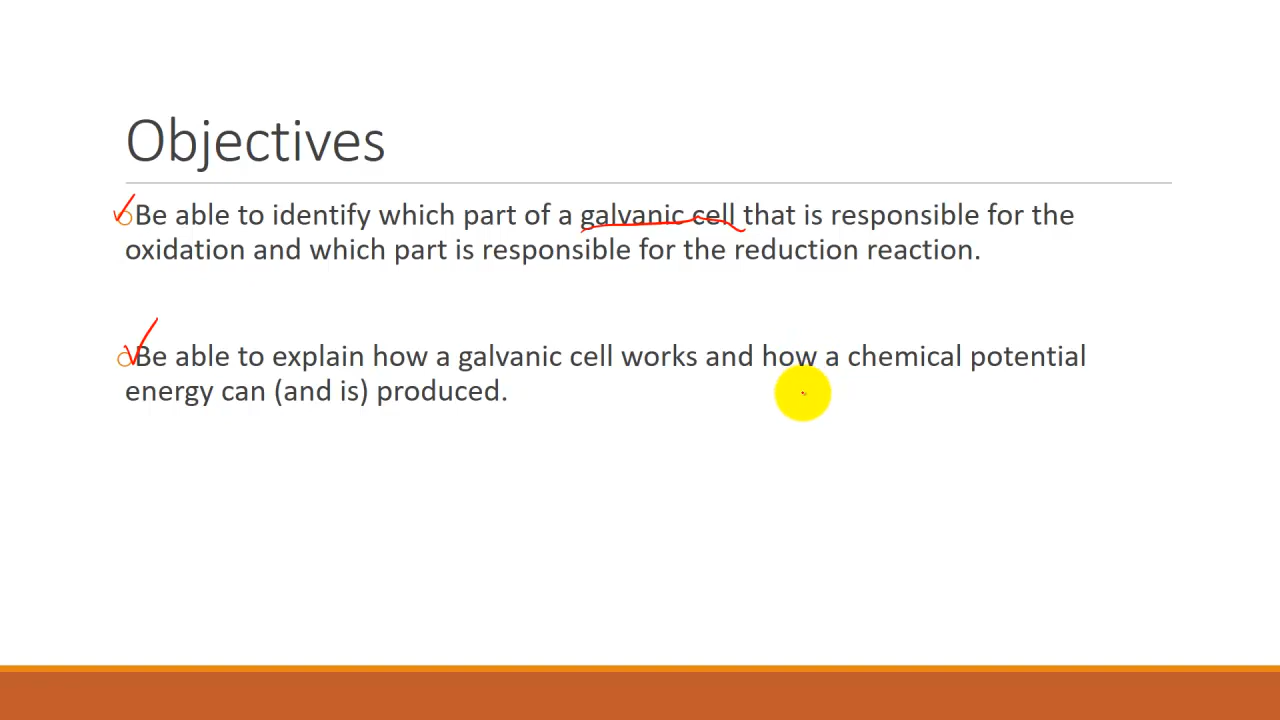 Objectives
Be able to identify which part of a galvanic cell that is responsible for the
oxidation and which part is responsible for the reduction reaction.
Be able to explain how a galvanic cell works and how a chemical potential
energy can (and is) produced.